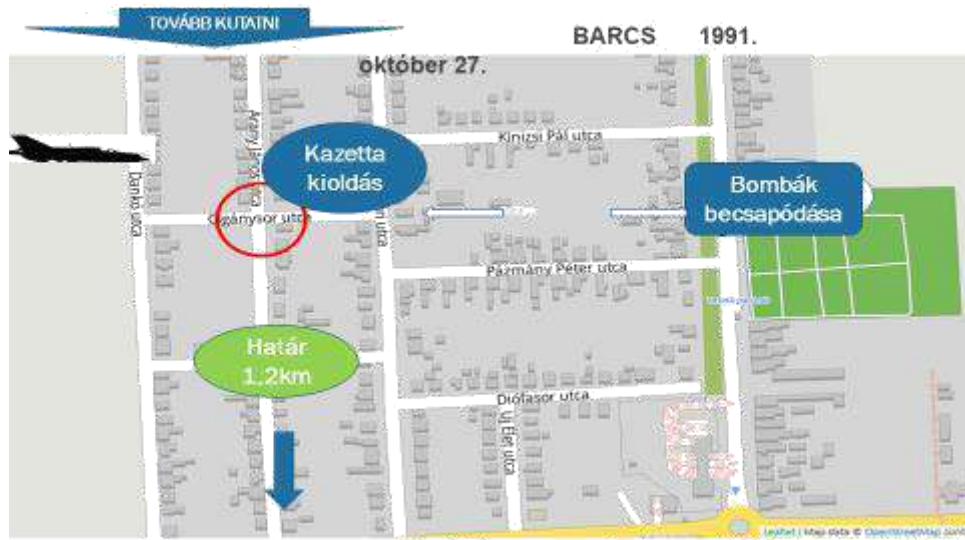 TOVÁBB KUTATNI
BARCS 1991.
október 27.
Kinizsi Pál utca
Arany János utca
Kazetta
kioldás
Bombák
becsapódása
Dankó utca
Cigánysor utca
utca
Pázmány Péter utca
Határ
1,2km
Diófasor utca
Új Élet utca
Leaflet | Map data © OpenStreetMap